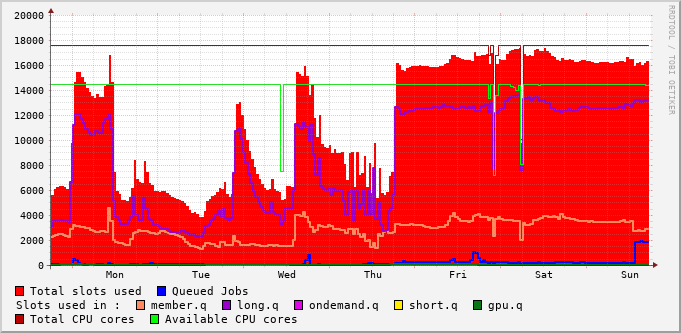 20000
18000
16000
14000
12000
10000
8000
6000
4000
2000
0
Mon Tue Wed Thu Fri Sat Sun
RRDTOOL / TOBI OETIKER
Total slots used Queued Jobs
Slots used in : member.q long.q ondemand.q short.q gpu.q
Total CPU cores Available CPU cores